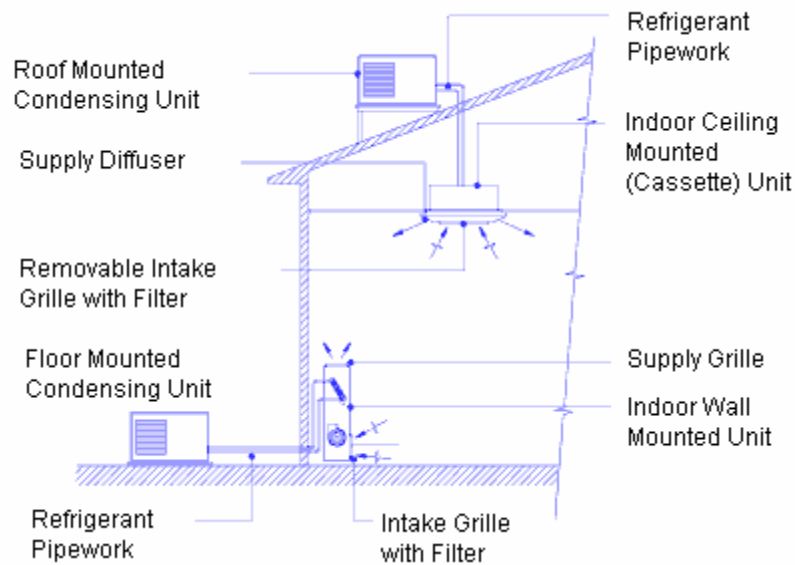 Refrigerant
Pipework
Roof Mounted
Condensing Unit
Indoor Ceiling
Mounted
(Cassette) Unit
Supply Diffuser
Removable Intake
Grille with Filter
Floor Mounted
Condensing Unit
Supply Grille
Indoor Wall
Mounted Unit
Refrigerant
Pipework
Intake Grille
with Filter